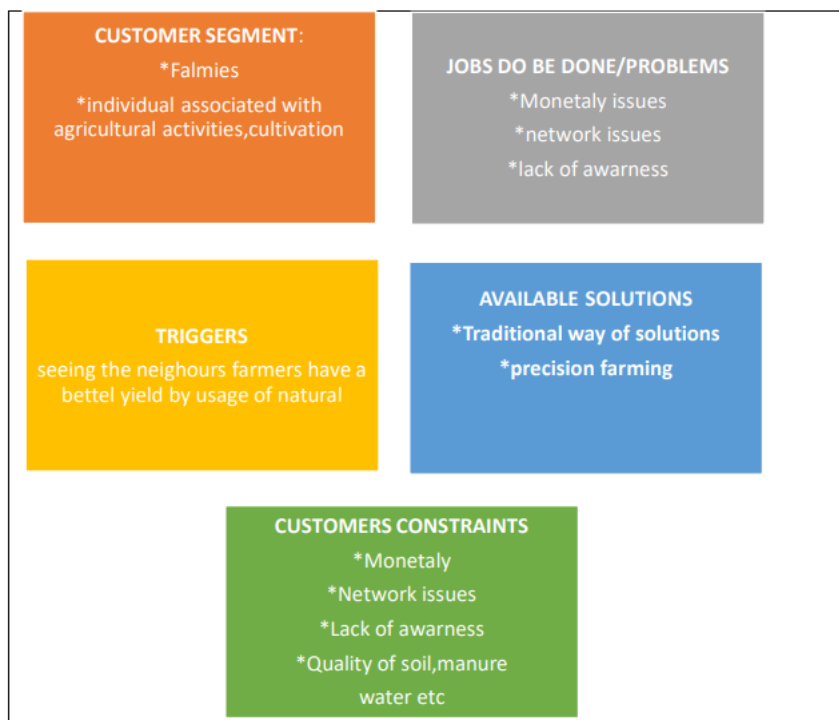 CUSTOMER SEGMENT:
*Falmies
*individual associated with
agricultural activities,cultivation
JOBS DO BE DONE/PROBLEMS
*Monetaly issues
*network issues
*lack of awarness
TRIGGERS
seeing the neighours farmers have a
bettel yield by usage of natural
AVAILABLE SOLUTIONS
*Traditional way of solutions
*precision farming
CUSTOMERS CONSTRAINTS
*Monetaly
*Network issues
*Lack of awarness
*Quality of soil,manure
water etc